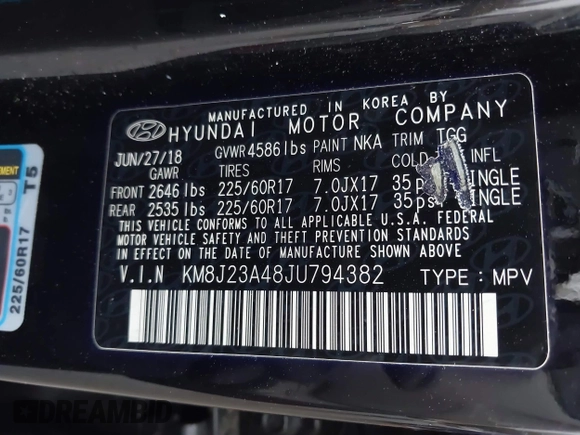 MANUFACTURED IN KOREA BY
HYUNDAI MOTOR COMPANY
JUN/27/18 GVWR 4586 lbs PAINT NKA TRIM TGG
GAWR TIRES RIMS COLD INFL
FRONT 2646 lbs 225/60R17 7.0JX17 35 INGLE
REAR 2535 lbs 225/60R17 7.0JX17 35 ps INGLE
THIS VEHICLE CONFORMS TO ALL APPLICABLE U.S.A. FEDERAL
MOTOR VEHICLE SAFETY AND THEFT PREVENTION STANDARDS
IN EFFECT ON THE DATE OF MANUFACTURE SHOWN ABOVE.
V.I.N KM8J23A48JU794382 TYPE : MPV
T5
225/60R17
DREAMBID